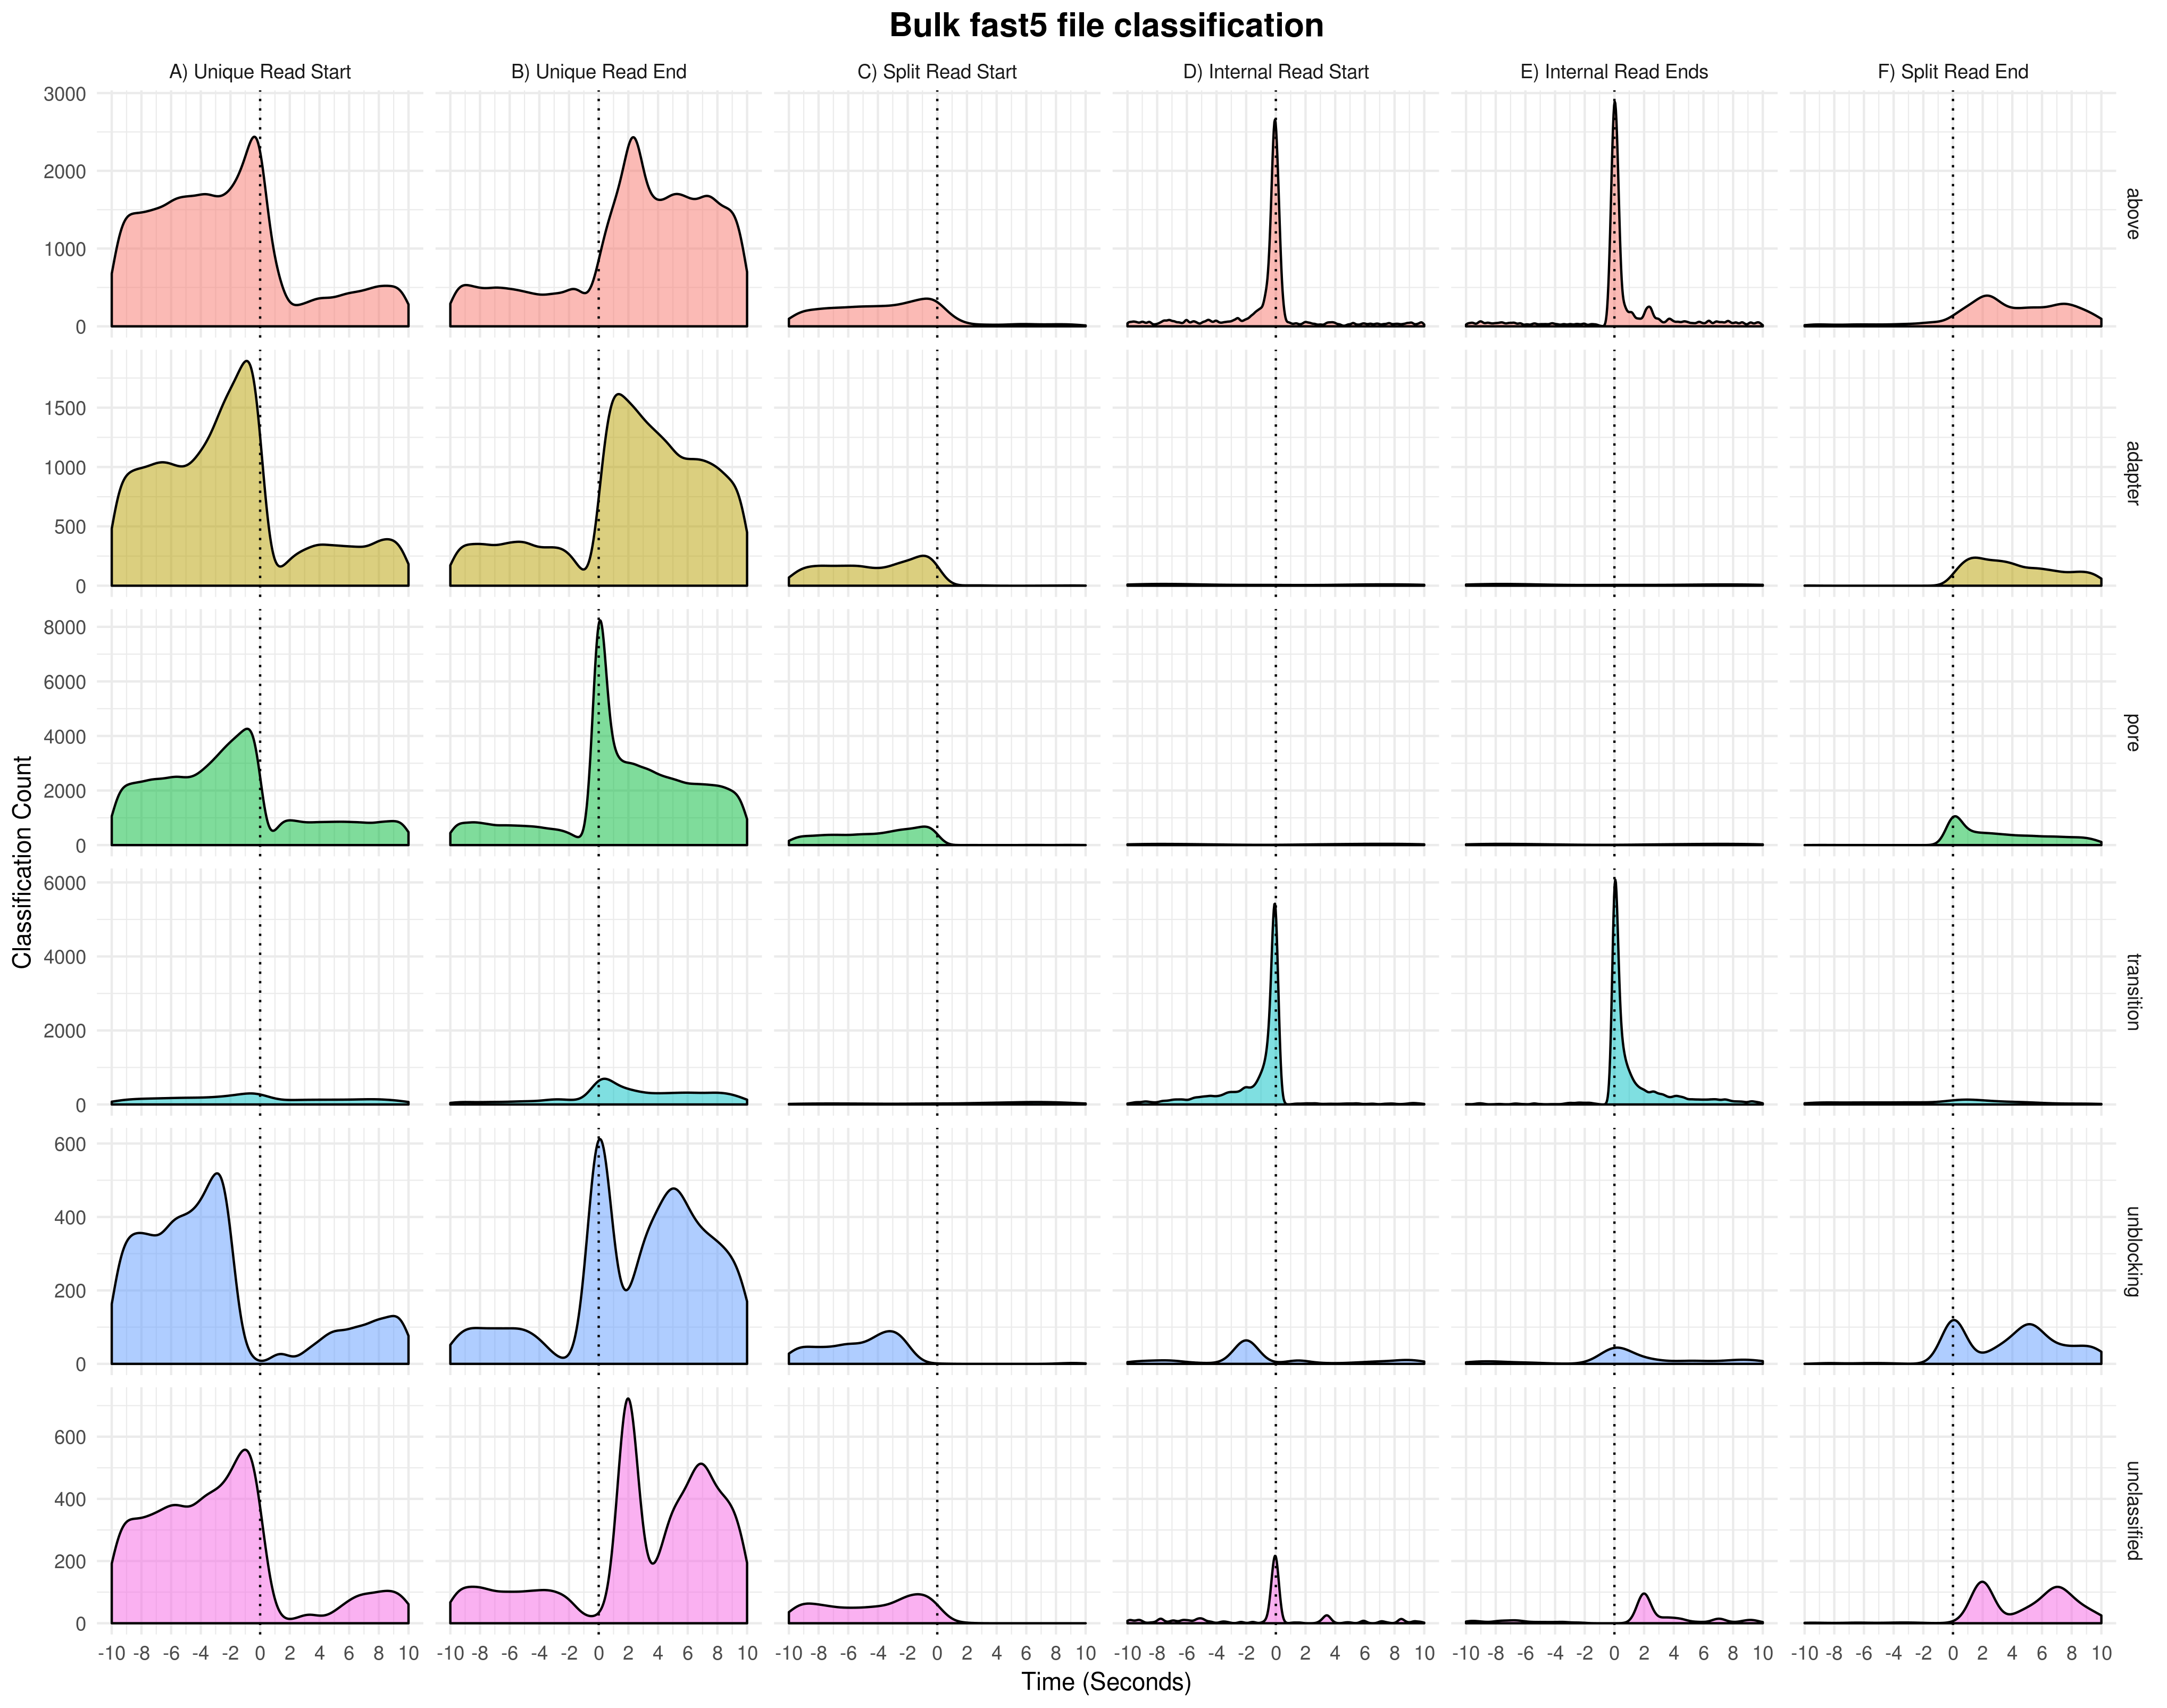 Bulk fast5 file classification
A) Unique Read Start B) Unique Read End C) Split Read Start D) Internal Read Start E) Internal Read Ends F) Split Read End
3000
2000
1000
0
above
1500
1000
500
0
adapter
8000
6000
4000
2000
0
pore
Classification Count
6000
4000
2000
0
transition
600
400
200
0
unblocking
600
400
200
0
unclassified
-10 -8 -6 -4 -2 0 2 4 6 8 10 -10 -8 -6 -4 -2 0 2 4 6 8 10 -10 -8 -6 -4 -2 0 2 4 6 8 10 -10 -8 -6 -4 -2 0 2 4 6 8 10 -10 -8 -6 -4 -2 0 2 4 6 8 10 -10 -8 -6 -4 -2 0 2 4 6 8 10
Time (Seconds)